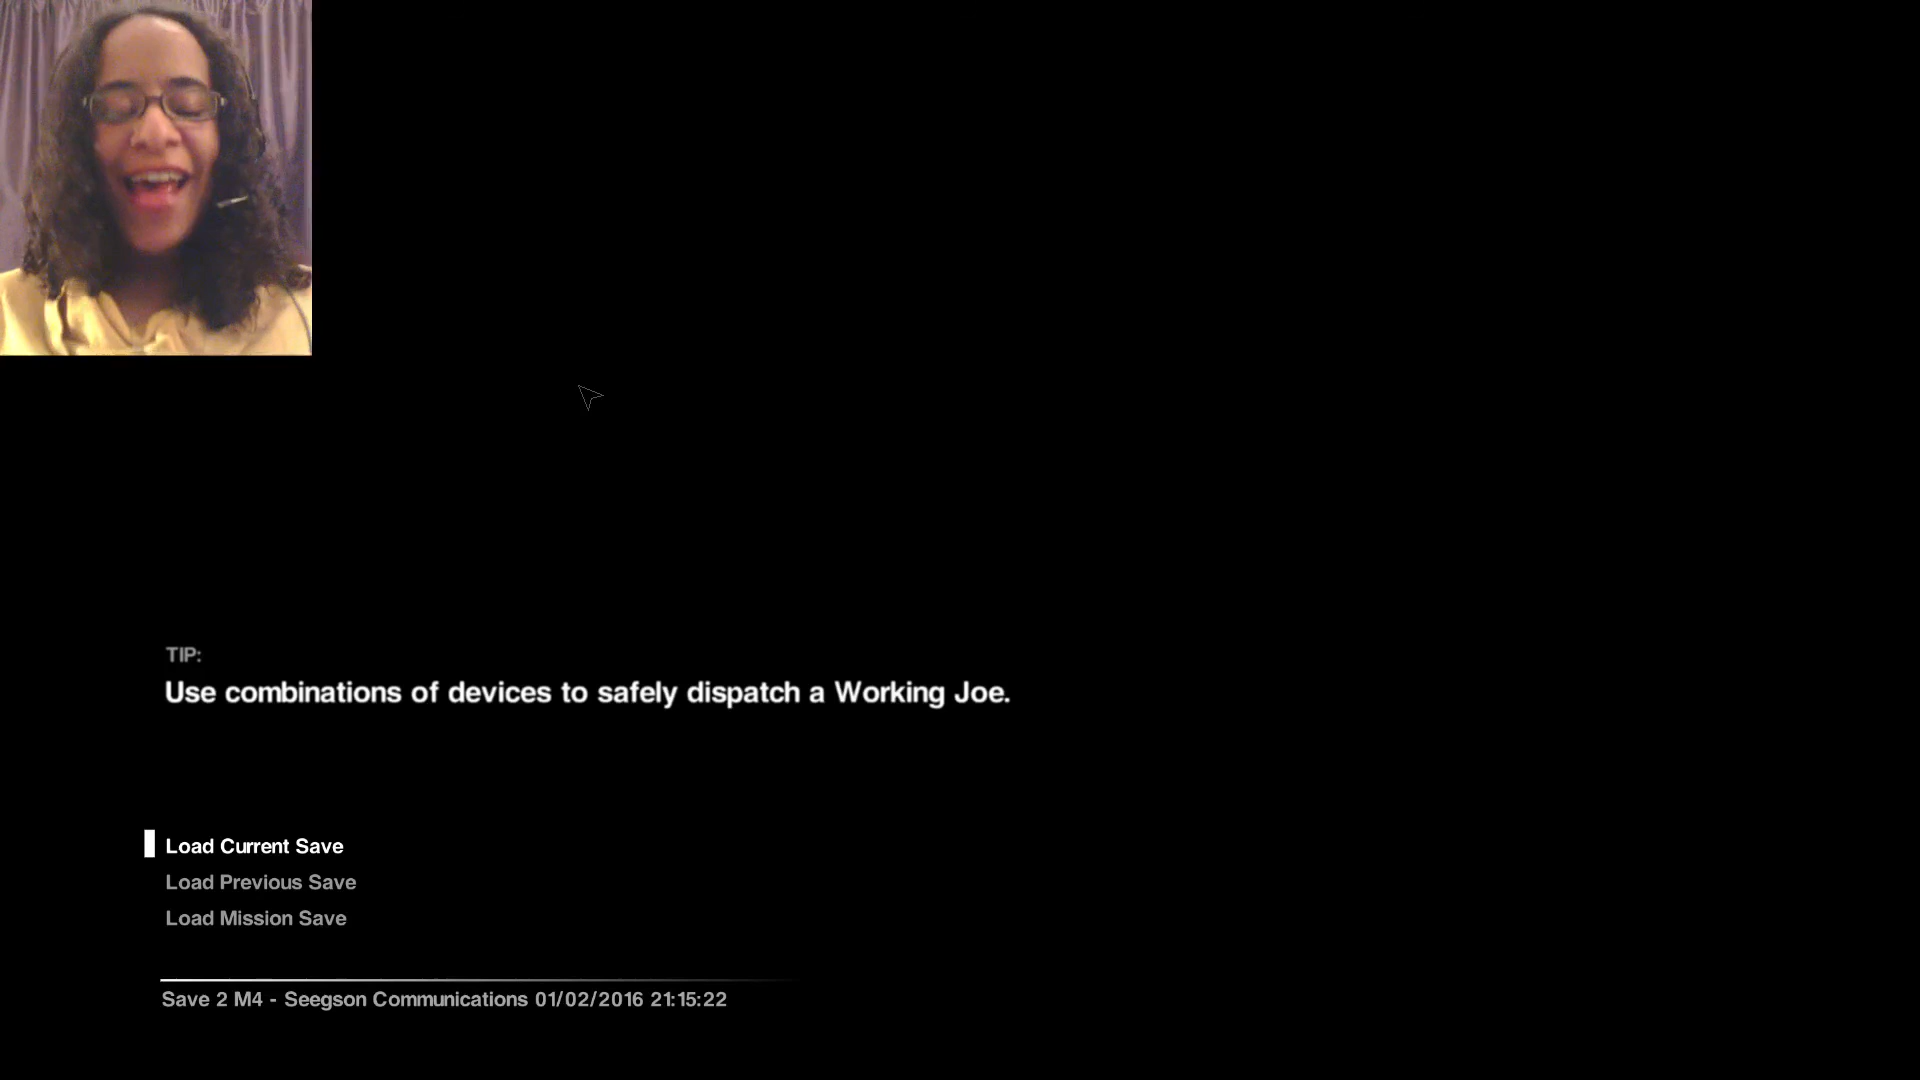 TIP:
Use combinations of devices to safely dispatch a Working Joe.
Load Current Save
Load Previous Save
Load Mission Save
Save 2 M4 - Seegson Communications 01/02/2016 21:15:22